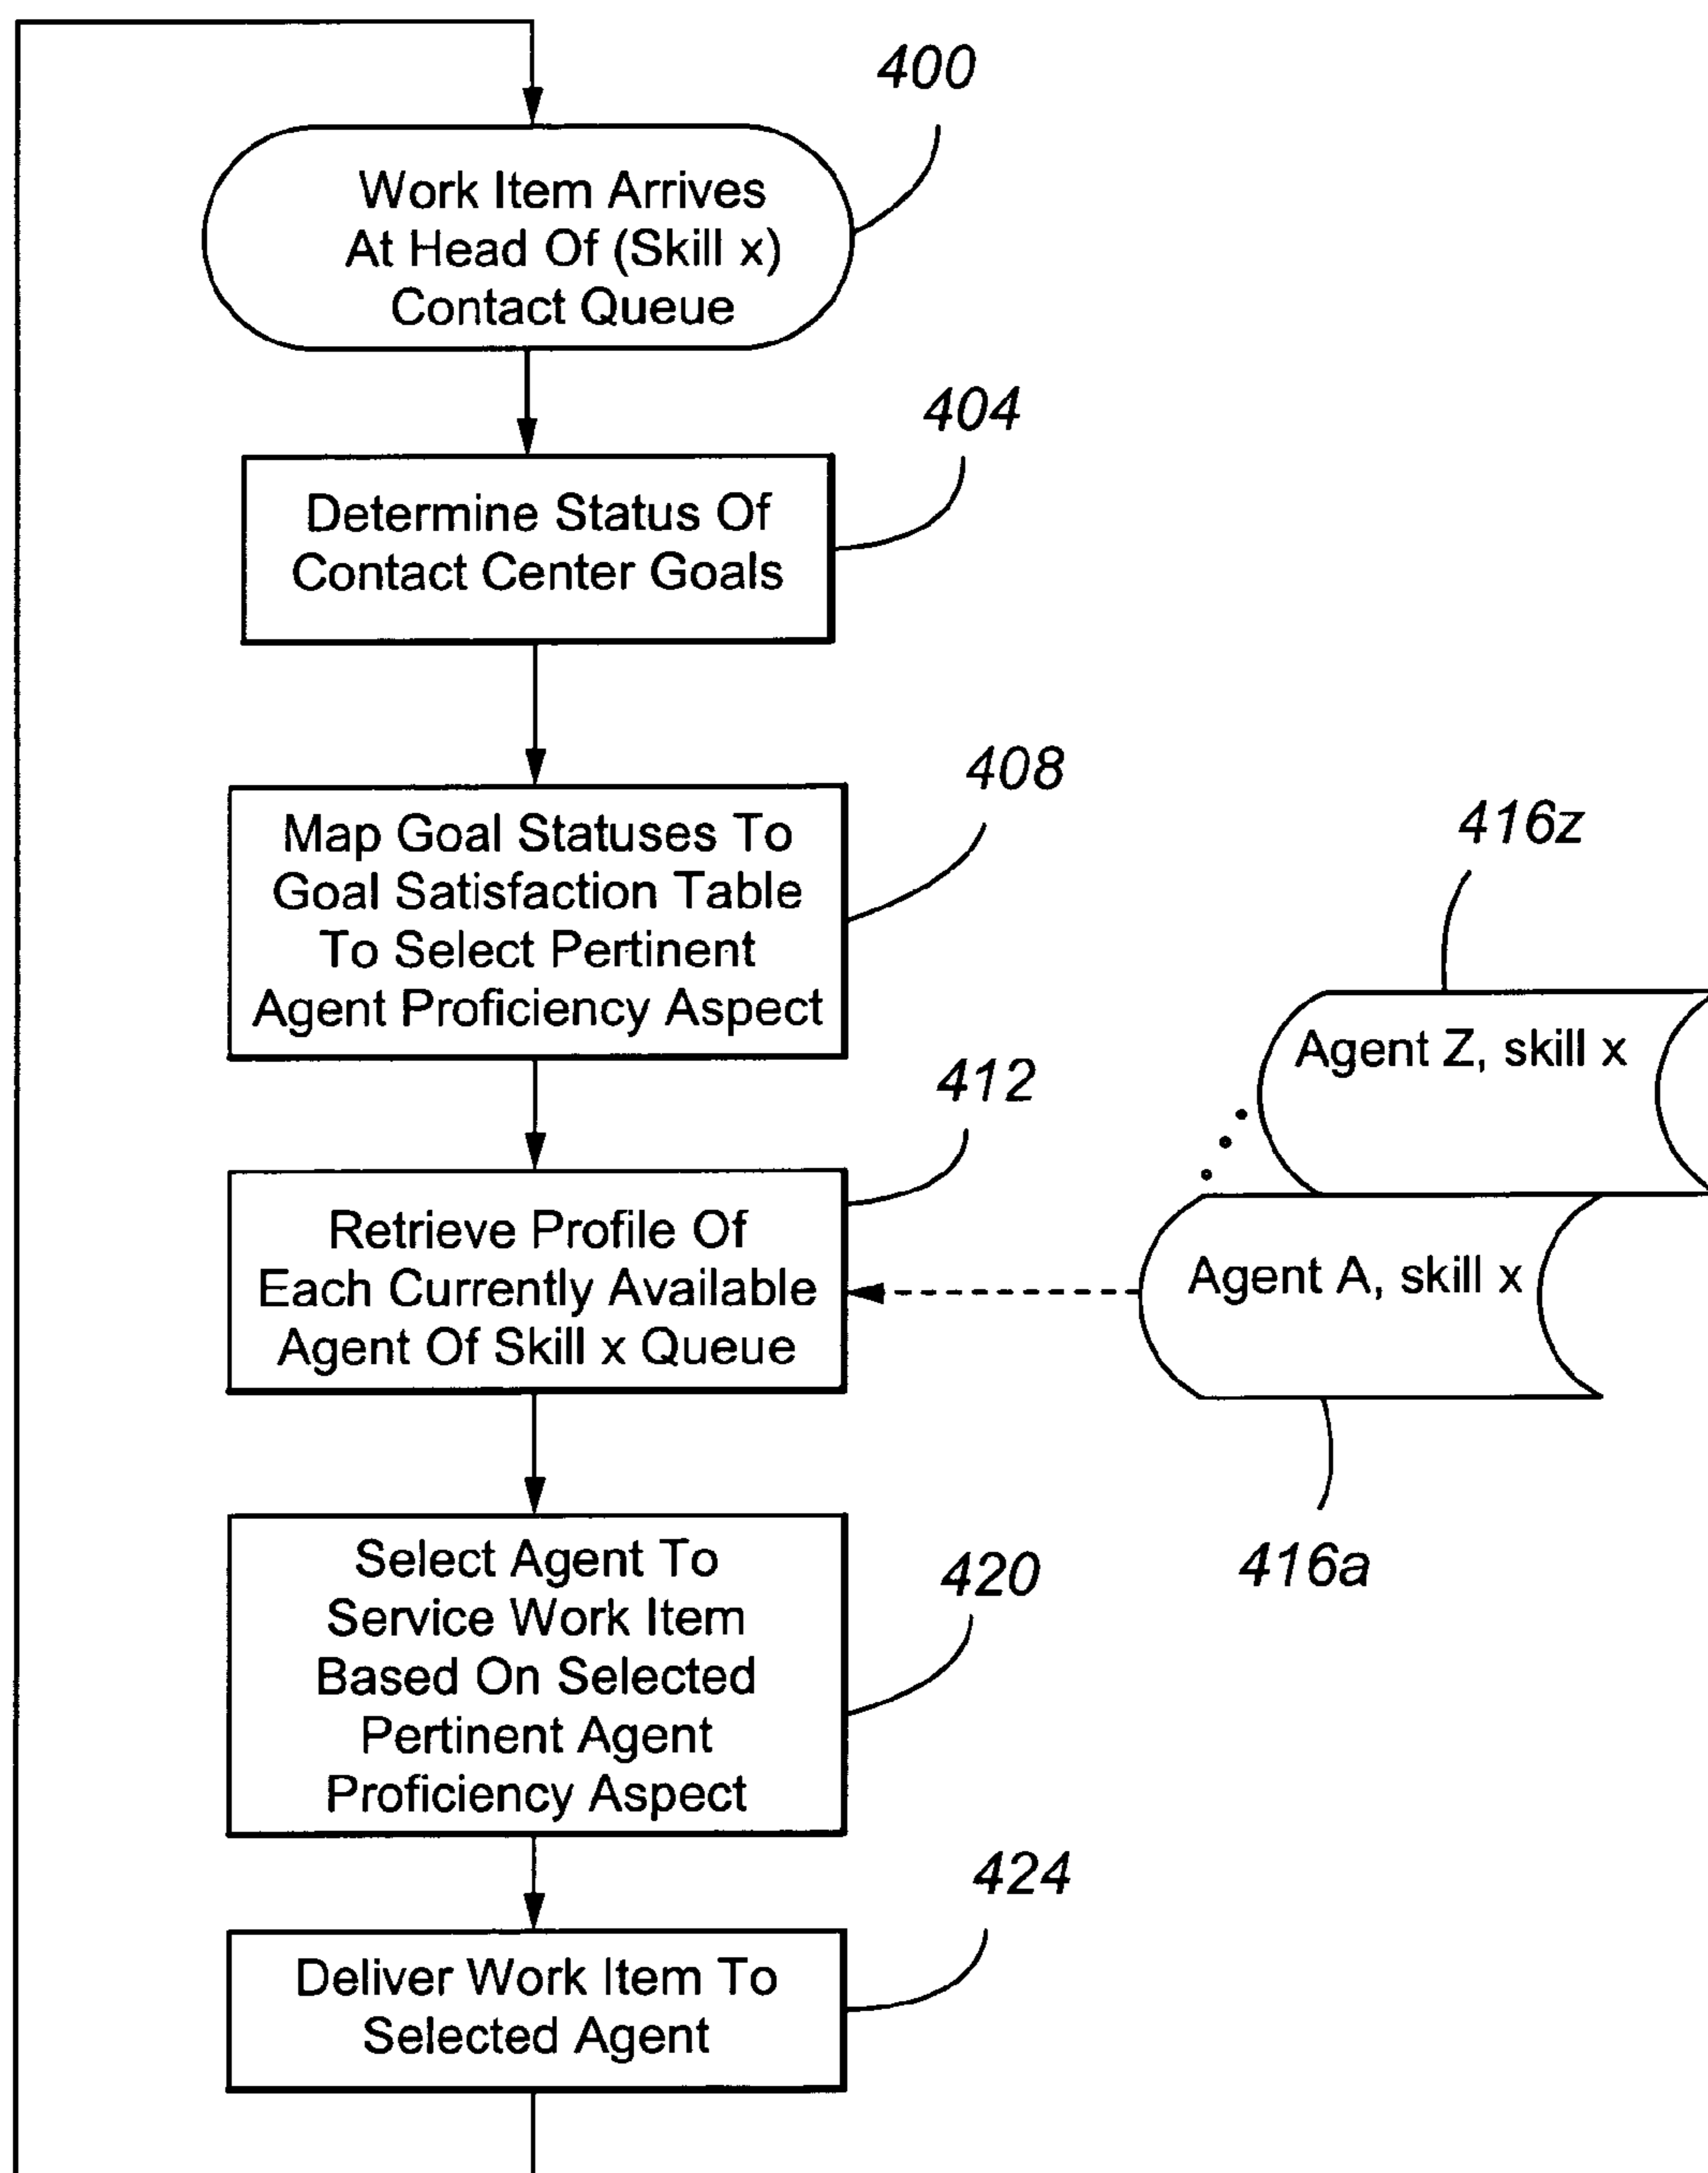 400
Work Item Arrives
At Head Of (Skill x)
Contact Queue
404
Determine Status Of
Contact Center Goals
408
Map Goal Statuses To
Goal Satisfaction Table
To Select Pertinent
Agent Proficiency Aspect
416z
Agent Z, skill x
412
Retrieve Profile Of
Each Currently Available
Agent Of Skill x Queue
Agent A, skill x
416a
420
Select Agent To
Service Work Item
Based On Selected
Pertinent Agent
Proficiency Aspect
424
Deliver Work Item To
Selected Agent